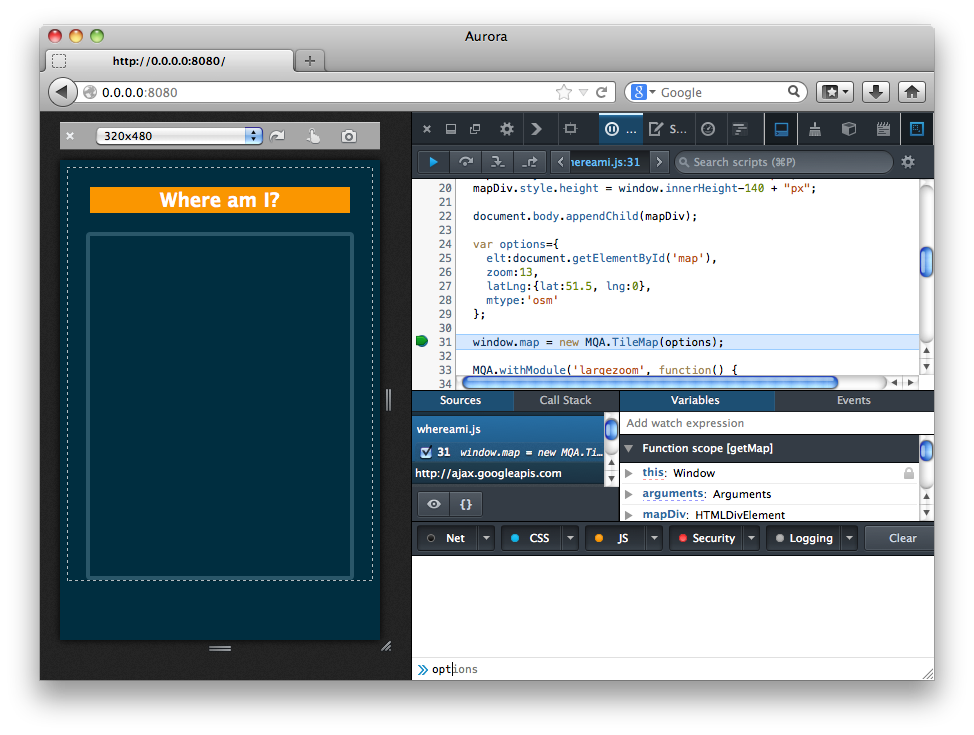 Aurora
http://0.0.0.0:8080/
0.0.0.0:8080
Google
320x480
Where am I?
... S...
hereami.js:31 Search scripts (⌘P)
20 mapDiv.style.height = window.innerHeight-140 + "px";
21
22 document.body.appendChild(mapDiv);
23
24 var options={
25 elt:document.getElementById('map'),
26 zoom:13,
27 latLng:{lat:51.5, lng:0},
28 mtype:'osm'
29 };
30
31 window.map = new MQA.TileMap(options);
32
33 MQA.withModule('largezoom', function() {
34
Sources Call Stack Variables Events
whereami.js
31 window.map = new MQA.Ti…
http://ajax.googleapis.com
{}
Add watch expression
Function scope [getMap]
this: Window
arguments: Arguments
mapDiv: HTMLDivElement
Net CSS JS Security Logging Clear
options